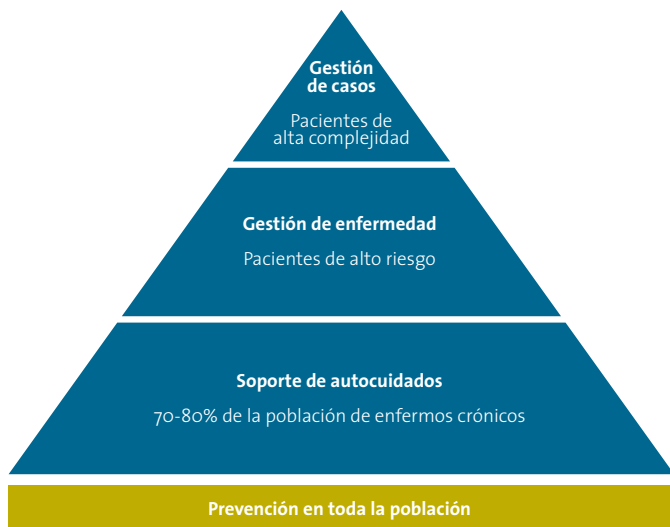 Gestión
de casos
Pacientes de
alta complejidad
Gestión de enfermedad
Pacientes de alto riesgo
Soporte de autocuidados
70-80% de la población de enfermos crónicos
Prevención en toda la población